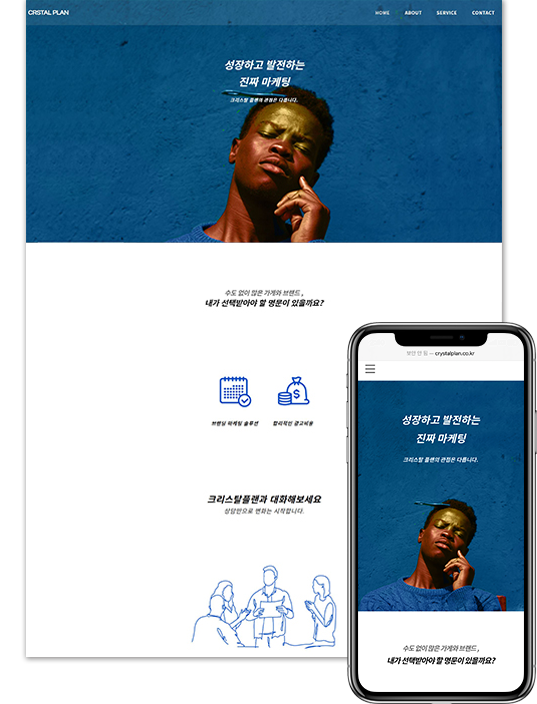 CRISTAL PLAN
HOME ABOUT SERVICE CONTACT
성장하고 발전하는
진짜 마케팅
크리스탈 플랜의 관점은 다릅니다.
수도 없이 많은 가게와 브랜드 ,
내가 선택받아야 할 명문이 있을까요?
브랜딩 마케팅 솔루션
합리적인 광고비용
크리스탈플랜과 대화해보세요
상담만으로 변화는 시작합니다.
보안 안 됨 — crystalplan.co.kr
성장하고 발전하는
진짜 마케팅
크리스탈 플랜의 관점은 다릅니다.
수도 없이 많은 가게와 브랜드 ,
내가 선택받아야 할 명문이 있을까요?